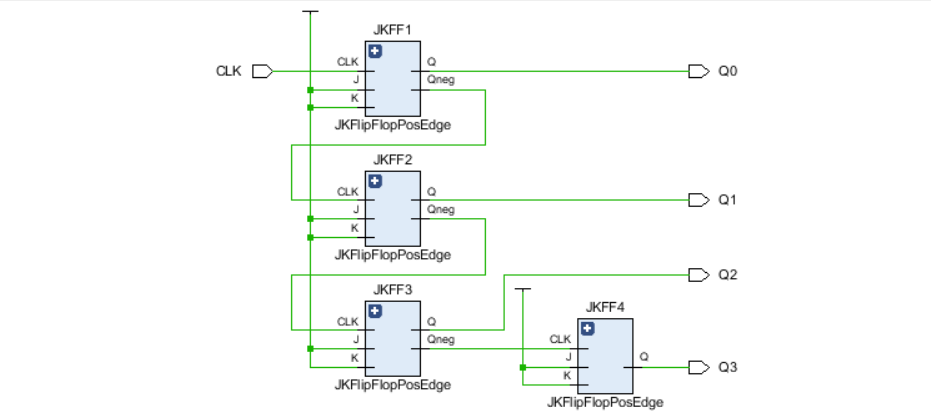 JKFF1
CLK
CLK
J
K
Q
Qneg
Q0
JKFlipFlopPosEdge
JKFF2
CLK
J
K
Q
Qneg
Q1
JKFlipFlopPosEdge
Q2
JKFF3
CLK
J
K
Q
Qneg
JKFlipFlopPosEdge
JKFF4
CLK
J
K
Q
Q3
JKFlipFlopPosEdge